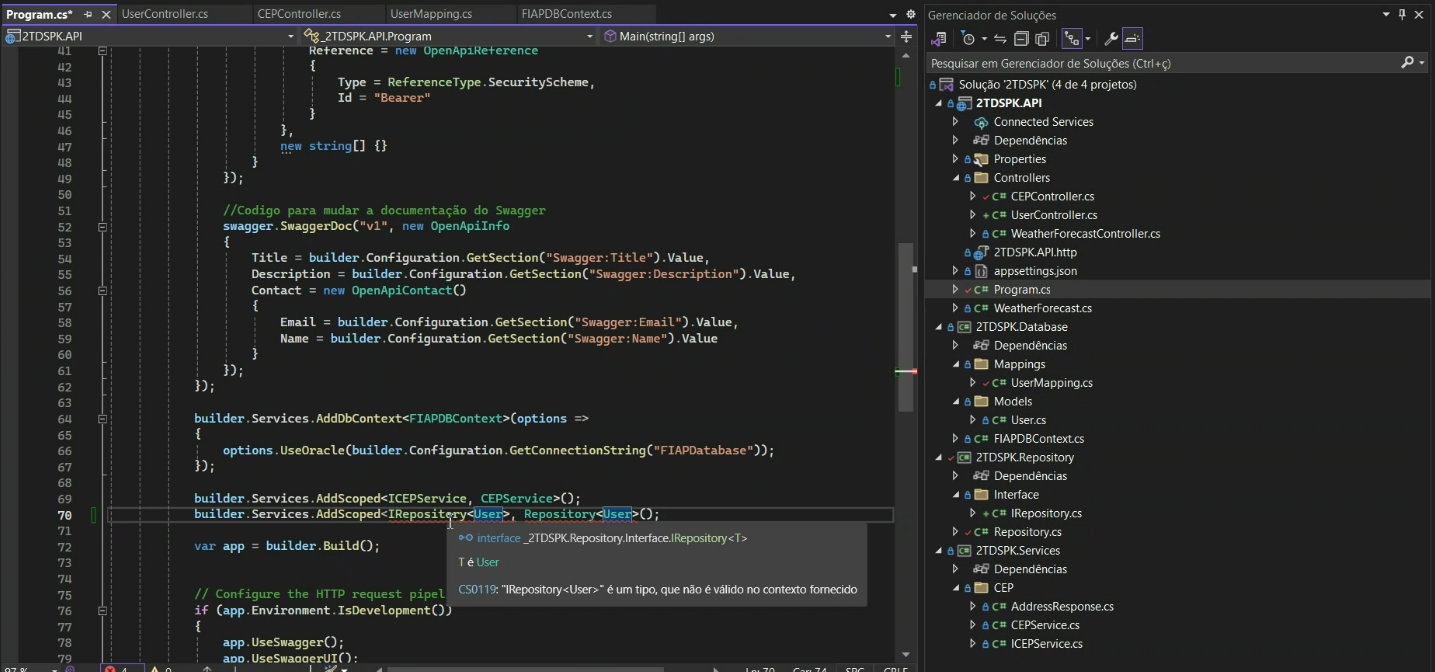 Program.cs* UserController.cs CEPController.cs UserMapping.cs FIAPDBContext.cs
2TDSPK.API _2TDSPK.API.Program Main(string[] args)
41 Reference = new OpenApiReference
42 {
43 Type = ReferenceType.SecurityScheme,
44 Id = "Bearer"
45 }
46 },
47 new string[] {}
48 }
49 });
50
51 //Codigo para mudar a documentação do Swagger
52 swagger.SwaggerDoc("v1", new OpenApiInfo
53 {
54 Title = builder.Configuration.GetSection("Swagger:Title").Value,
55 Description = builder.Configuration.GetSection("Swagger:Description").Value,
56 Contact = new OpenApiContact()
57 {
58 Email = builder.Configuration.GetSection("Swagger:Email").Value,
59 Name = builder.Configuration.GetSection("Swagger:Name").Value
60 }
61 });
62 });
63
64 builder.Services.AddDbContext<FIAPDBContext>(options =>
65 {
66 options.UseOracle(builder.Configuration.GetConnectionString("FIAPDatabase"));
67 });
68
69 builder.Services.AddScoped<ICEPService, CEPService>();
70 builder.Services.AddScoped<IRepository<User>, Repository<User>();
71
72 var app = builder.Build();
73
74
75 // Configure the HTTP request pipel
76 if (app.Environment.IsDevelopment())
77 {
78 app.UseSwagger();
79 app.UseSwaggerUI();
interface _2TDSPK.Repository.Interface.IRepository<T>
T é User
CS0119: "IRepository<User>" é um tipo, que não é válido no contexto fornecido
97 % 4 0 Ln: 70 Car: 74 SPC CRLF
Gerenciador de Soluções
Pesquisar em Gerenciador de Soluções (Ctrl+ç)
Solução '2TDSPK' (4 de 4 projetos)
2TDSPK.API
Connected Services
Dependências
Properties
Controllers
C# CEPController.cs
C# UserController.cs
C# WeatherForecastController.cs
2TDSPK.API.http
appsettings.json
C# Program.cs
C# WeatherForecast.cs
2TDSPK.Database
Dependências
Mappings
C# UserMapping.cs
Models
C# User.cs
C# FIAPDBContext.cs
2TDSPK.Repository
Dependências
Interface
C# IRepository.cs
C# Repository.cs
2TDSPK.Services
Dependências
CEP
C# AddressResponse.cs
C# CEPService.cs
C# ICEPService.cs